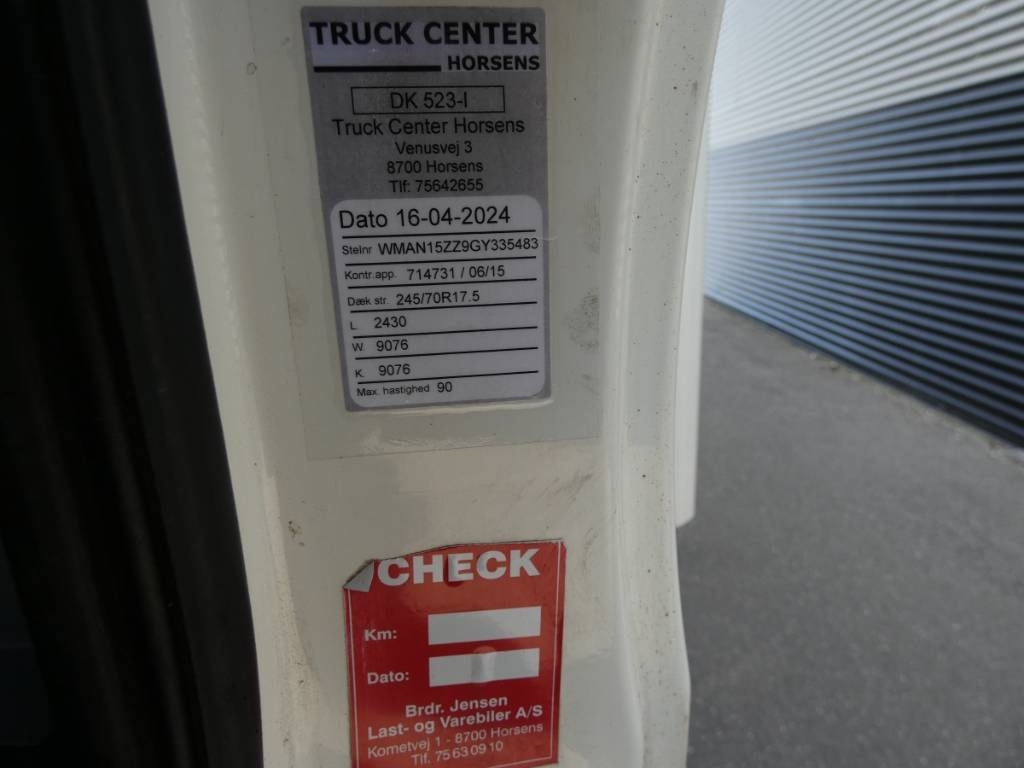 TRUCK CENTER
HORSENS
DK 523-I
Truck Center Horsens
Venusvej 3
8700 Horsens
Tlf: 75642655
Dato 16-04-2024
Stelnr WMAN15ZZ9GY335483
Kontr.app. 714731 / 06/15
Dæk str. 245/70R17.5
L. 2430
W. 9076
K. 9076
Max. hastighed 90
CHECK
Km:
Dato:
Brdr. Jensen
Last- og Varebiler A/S
Kometvej 1 - 8700 Horsens
Tlf. 75 63 09 10